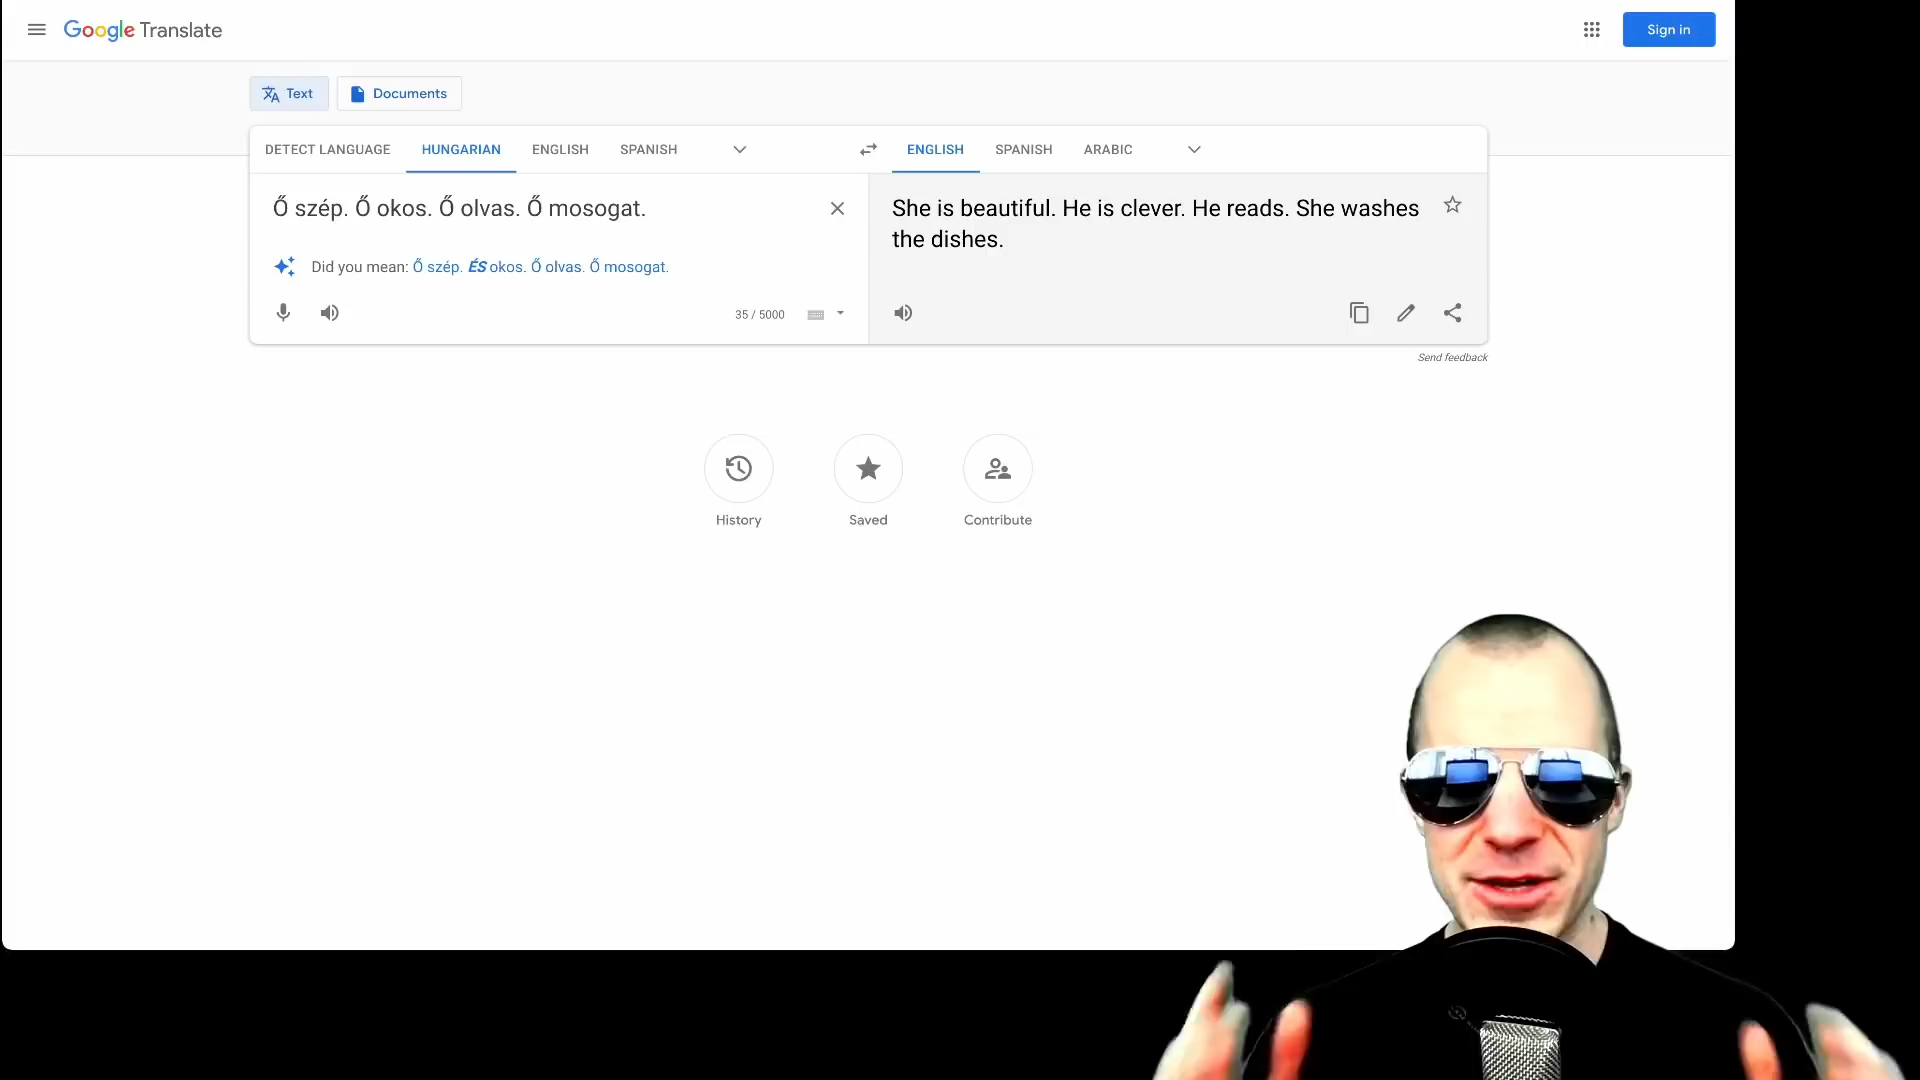 Google Translate
Sign in
Text
Documents
DETECT LANGUAGE
HUNGARIAN
ENGLISH
SPANISH
ENGLISH
SPANISH
ARABIC
Ő szép. Ő okos. Ő olvas. Ő mosogat.
Did you mean: Ő szép. ÉS okos. Ő olvas. Ő mosogat.
35 / 5000
She is beautiful. He is clever. He reads. She washes
the dishes.
Send feedback
History
Saved
Contribute